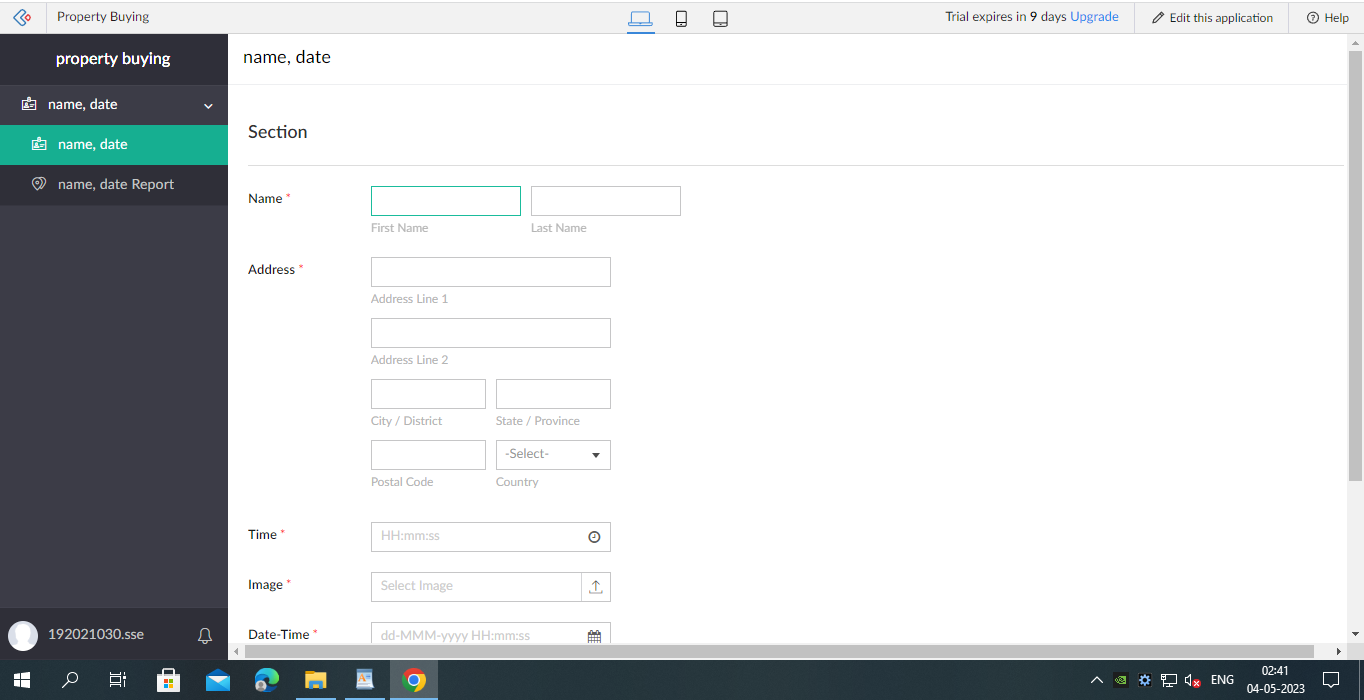 Property Buying
Trial expires in 9 days Upgrade
Edit this application
Help
property buying
name, date
name, date
name, date Report
192021030.sse
name, date
Section
Name *
First Name
Last Name
Address *
Address Line 1
Address Line 2
City / District
State / Province
-Select-
Postal Code
Country
Time *
HH:mm:ss
Image *
Select Image
Date-Time *
dd-MMM-yyyy HH:mm:ss
ENG
02:41
04-05-2023